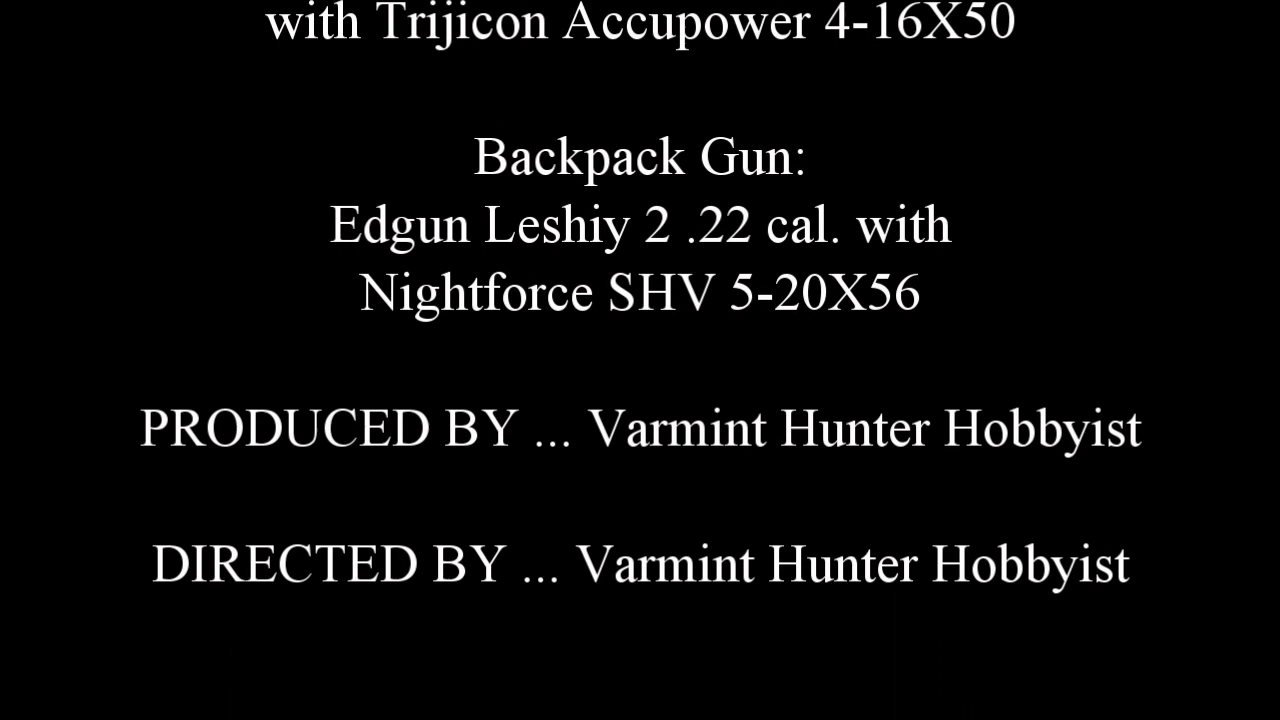 with Trijicon Accupower 4-16X50
Backpack Gun:
Edgun Leshiy 2 .22 cal. with
Nightforce SHV 5-20X56
PRODUCED BY ... Varmint Hunter Hobbyist
DIRECTED BY ... Varmint Hunter Hobbyist